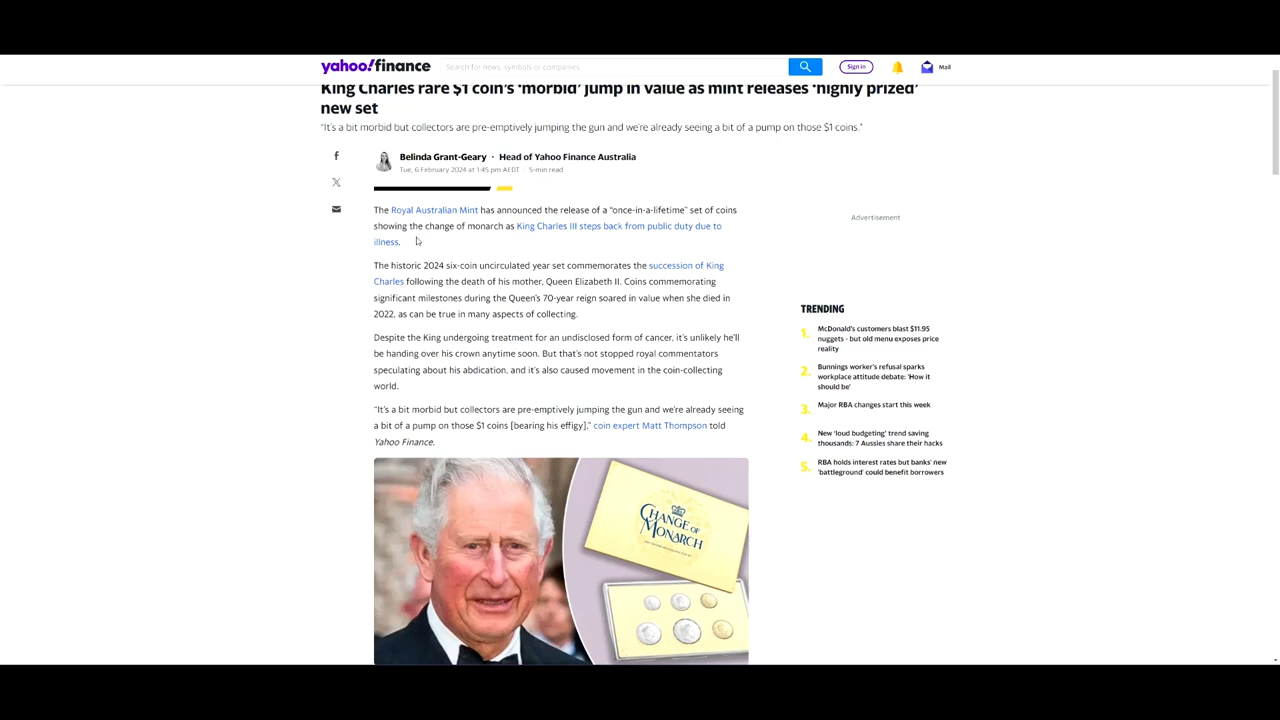 yahoo!finance
Search for news, symbols or companies
Sign in
Mail
King Charles rare $1 coin's 'morbid' jump in value as mint releases 'highly prized'
new set
"It's a bit morbid but collectors are pre-emptively jumping the gun and we're already seeing a bit of a pump on those $1 coins."
Belinda Grant-Geary · Head of Yahoo Finance Australia
Tue, 6 February 2024 at 1:45 pm AEDT · 5-min read
The Royal Australian Mint has announced the release of a "once-in-a-lifetime" set of coins
showing the change of monarch as King Charles III steps back from public duty due to
illness.
The historic 2024 six-coin uncirculated year set commemorates the succession of King
Charles following the death of his mother, Queen Elizabeth II. Coins commemorating
significant milestones during the Queen's 70-year reign soared in value when she died in
2022, as can be true in many aspects of collecting.
Despite the King undergoing treatment for an undisclosed form of cancer, it's unlikely he'll
be handing over his crown anytime soon. But that's not stopped royal commentators
speculating about his abdication, and it's also caused movement in the coin-collecting
world.
"It's a bit morbid but collectors are pre-emptively jumping the gun and we're already seeing
a bit of a pump on those $1 coins [bearing his effigy]," coin expert Matt Thompson told
Yahoo Finance.
CHANGE OF
MONARCH
Advertisement
TRENDING
1. McDonald's customers blast $11.95
nuggets - but old menu exposes price
reality
2. Bunnings worker's refusal sparks
workplace attitude debate: 'How it
should be'
3. Major RBA changes start this week
4. New 'loud budgeting' trend saving
thousands: 7 Aussies share their hacks
5. RBA holds interest rates but banks' new
'battleground' could benefit borrowers